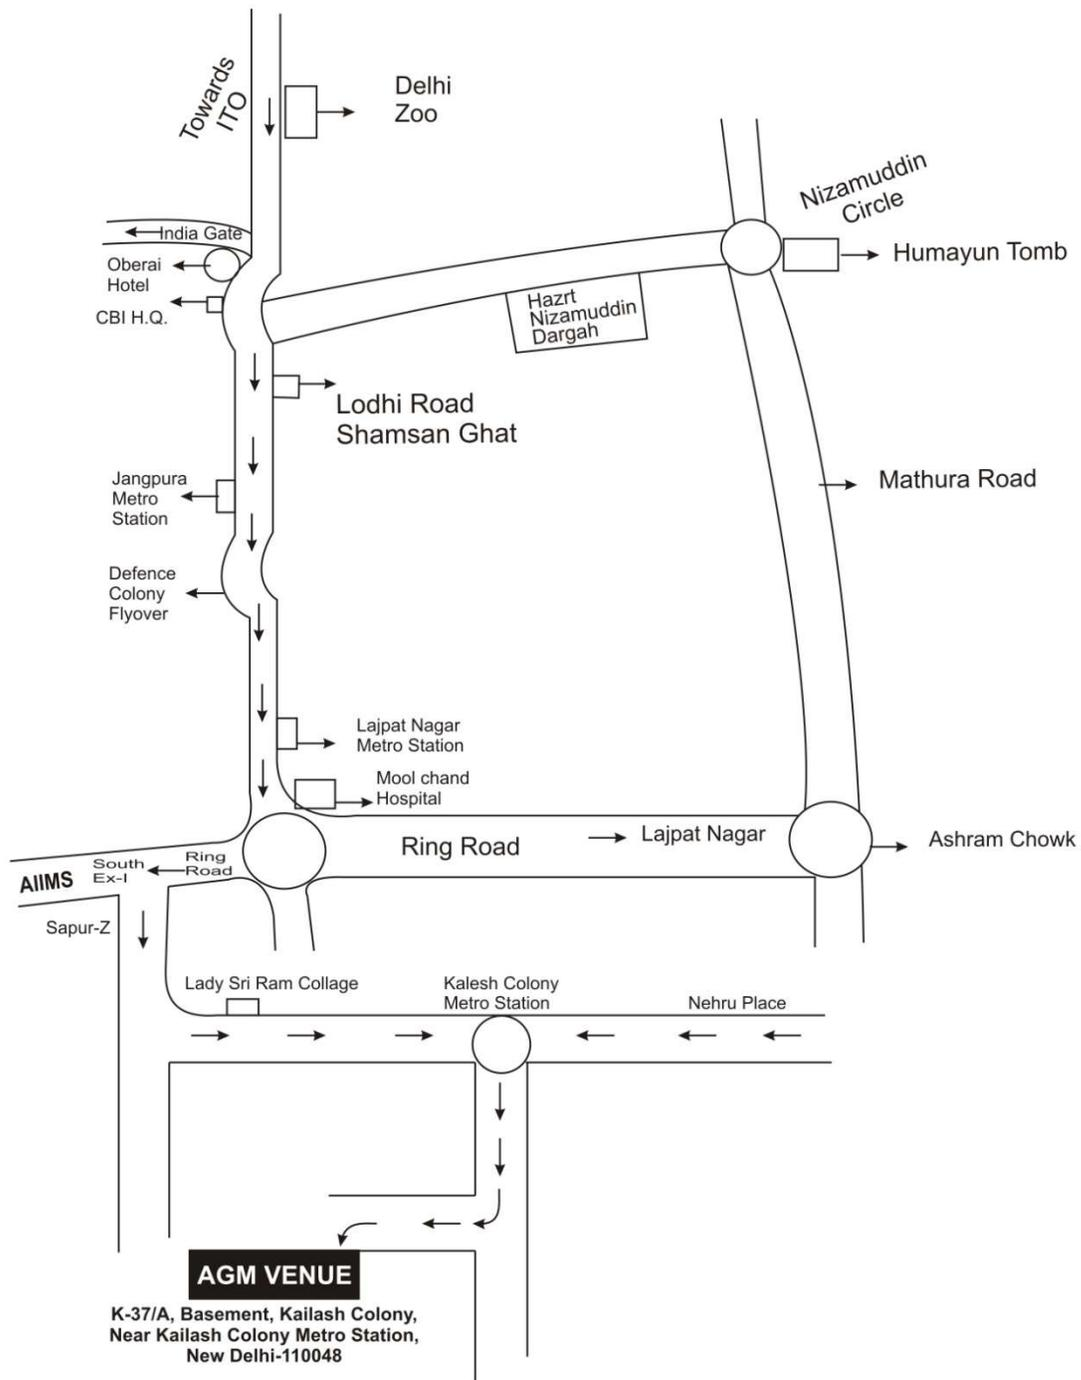 Towards
ITO
Delhi
Zoo
Nizamuddin
Circle
India Gate
Oberai
Hotel
Humayun Tomb
CBI H.Q.
Hazrt
Nizamuddin
Dargah
Lodhi Road
Shamsan Ghat
Jangpura
Metro
Station
Mathura Road
Defence
Colony
Flyover
Lajpat Nagar
Metro Station
Mool chand
Hospital
Ring Road
Lajpat Nagar
Ashram Chowk
AIIMS
South
Ex-I
Ring
Road
Sapur-Z
Lady Sri Ram Collage
Kalesh Colony
Metro Station
Nehru Place
AGM VENUE
K-37/A, Basement, Kailash Colony,
Near Kailash Colony Metro Station,
New Delhi-110048